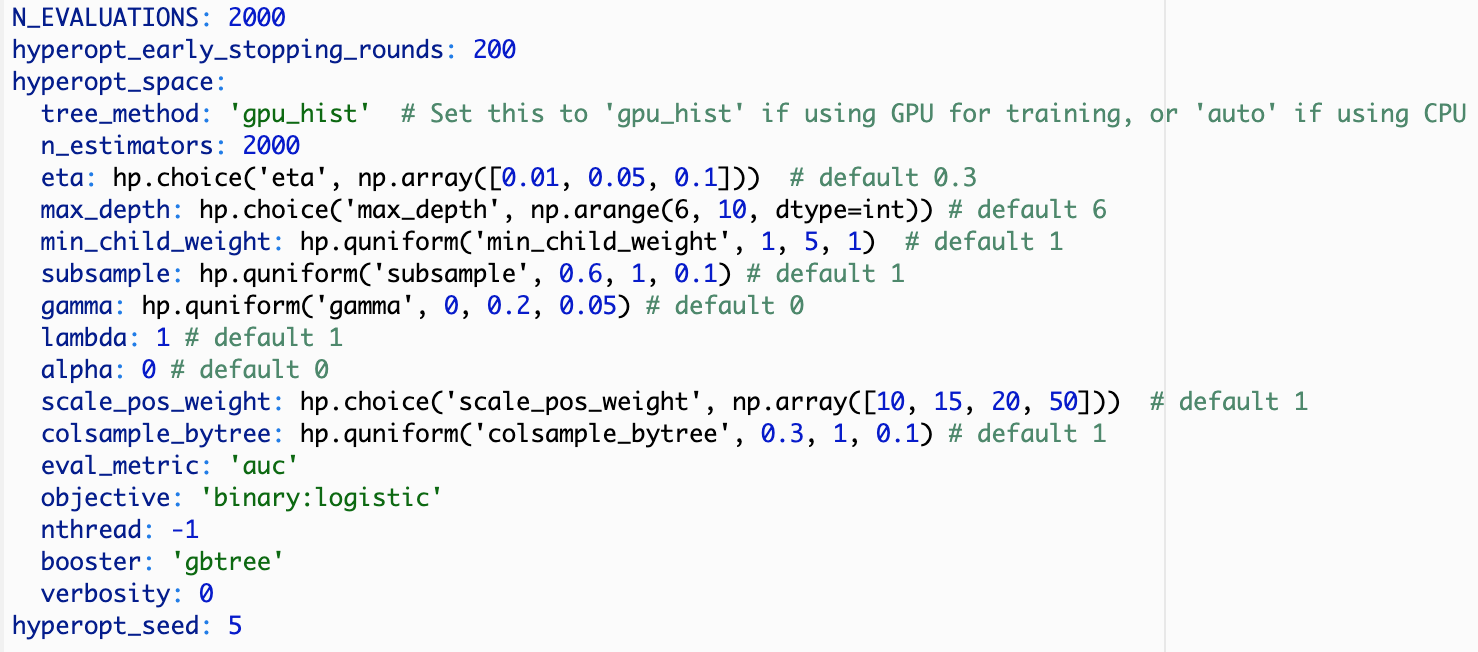 N_EVALUATIONS: 2000
hyperopt_early_stopping_rounds: 200
hyperopt_space:
  tree_method: 'gpu_hist'  # Set this to 'gpu_hist' if using GPU for training, or 'auto' if using CPU
  n_estimators: 2000
  eta: hp.choice('eta', np.array([0.01, 0.05, 0.1]))  # default 0.3
  max_depth: hp.choice('max_depth', np.arange(6, 10, dtype=int)) # default 6
  min_child_weight: hp.quniform('min_child_weight', 1, 5, 1)  # default 1
  subsample: hp.quniform('subsample', 0.6, 1, 0.1) # default 1
  gamma: hp.quniform('gamma', 0, 0.2, 0.05) # default 0
  lambda: 1 # default 1
  alpha: 0 # default 0
  scale_pos_weight: hp.choice('scale_pos_weight', np.array([10, 15, 20, 50]))  # default 1
  colsample_bytree: hp.quniform('colsample_bytree', 0.3, 1, 0.1) # default 1
  eval_metric: 'auc'
  objective: 'binary:logistic'
  nthread: -1
  booster: 'gbtree'
  verbosity: 0
hyperopt_seed: 5